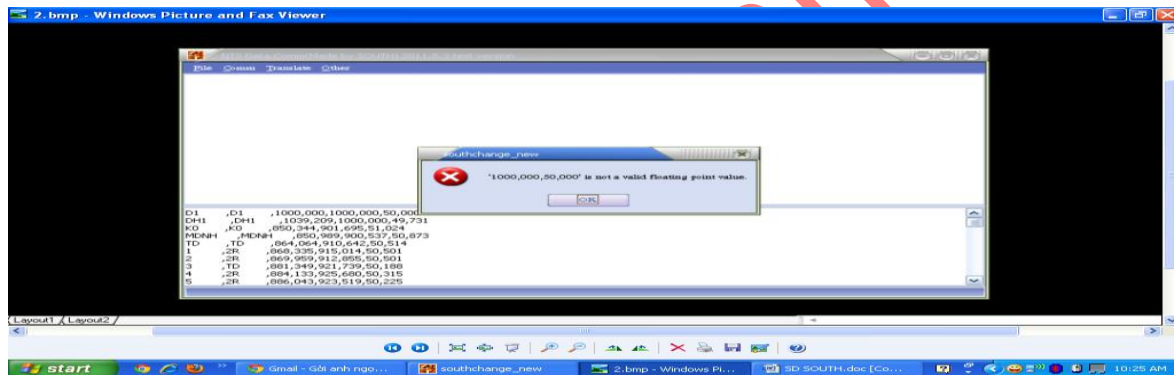 2.bmp - Windows Picture and Fax Viewer
File Comm Translate Other
southchange_new
'1000,000,50,000' is not a valid floating point value.
OK
D1 ,D1 ,1000,000,1000,000,50,000
DH1 ,DH1 ,1039,209,1000,000,49,731
K0 ,K0 ,850,344,901,695,51,024
MDNH ,MDNH ,850,989,900,537,50,873
TD ,TD ,864,064,910,642,50,514
1 ,2R ,868,335,915,014,50,501
2 ,2R ,869,959,912,855,50,501
3 ,TD ,881,349,921,739,50,188
4 ,2R ,884,133,925,680,50,315
5 ,2R ,886,043,923,519,50,225
Layout1 Layout2
start
Gmail - Gởi anh ngo...
southchange_new
2.bmp - Windows Pi...
SD SOUTH.doc [Co...
10:25 AM